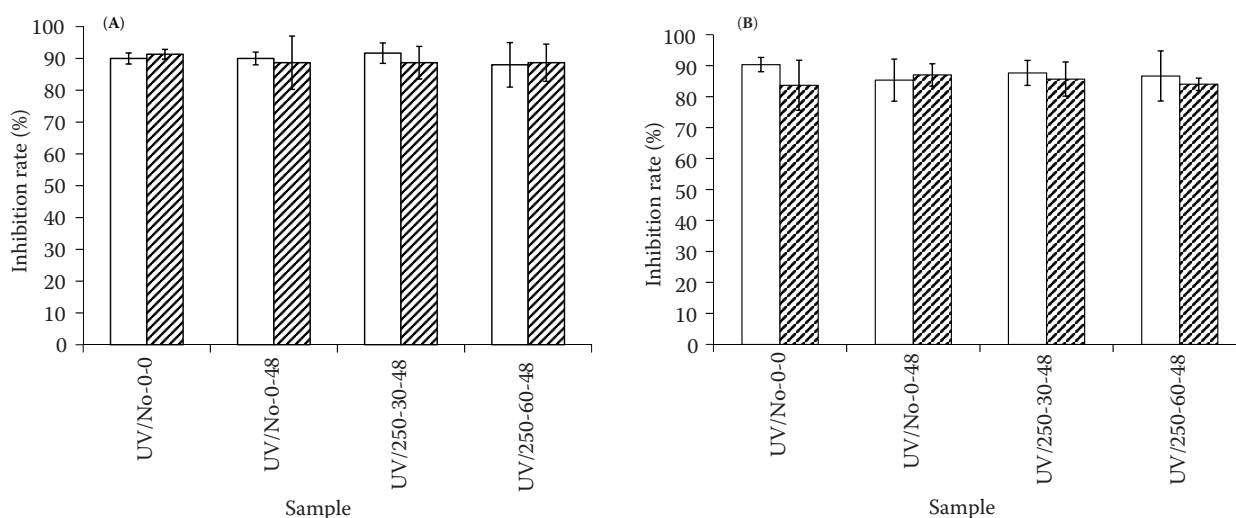 (A)
Inhibition rate (%)
100
90
80
70
60
50
40
30
20
10
0
UV/No-0-0
UV/No-0-48
UV/250-30-48
UV/250-60-48
Sample
(B)
Inhibition rate (%)
100
90
80
70
60
50
40
30
20
10
0
UV/No-0-0
UV/No-0-48
UV/250-30-48
UV/250-60-48
Sample